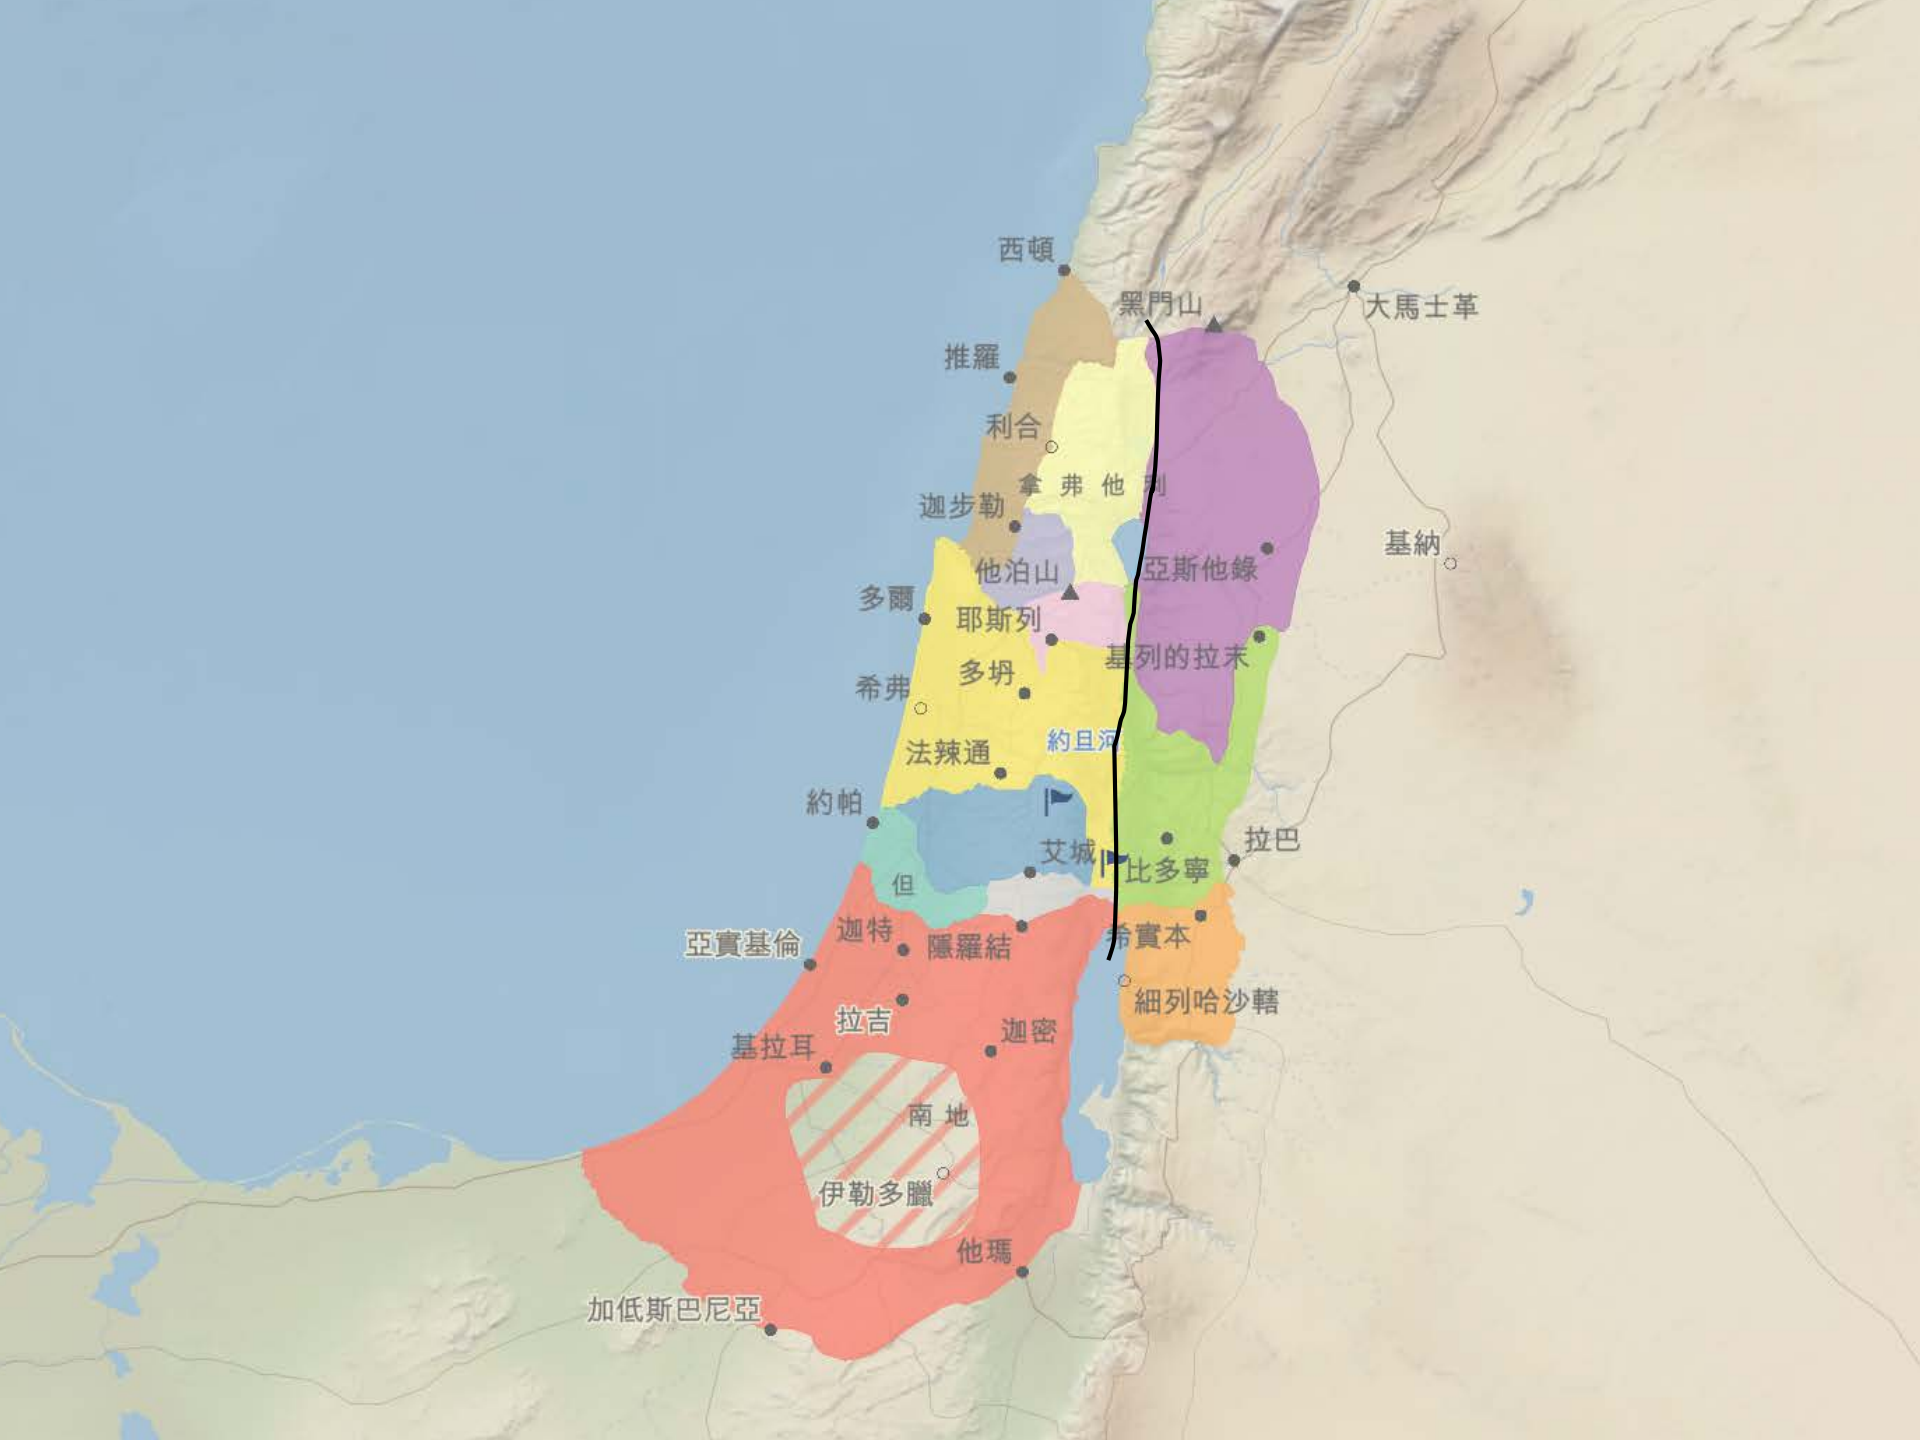 西頓
黑門山
大馬士革
推羅
利合
拿弗他利
迦步勒
基納
他泊山
亞斯他錄
多爾
耶斯列
基列的拉末
多坍
希弗
約旦河
法辣通
約帕
拉巴
艾城
比多寧
但
迦特
希實本
亞實基倫
隱羅結
細列哈沙轄
拉吉
迦密
基拉耳
南地
伊勒多臘
他瑪
加低斯巴尼亞